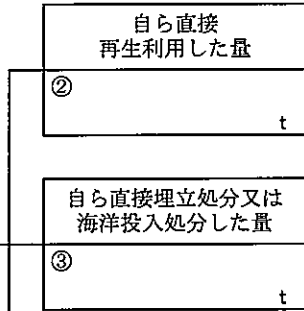 自ら直接
再生利用した量
②
t
自ら直接埋立処分又は
海洋投入処分した量
③
t